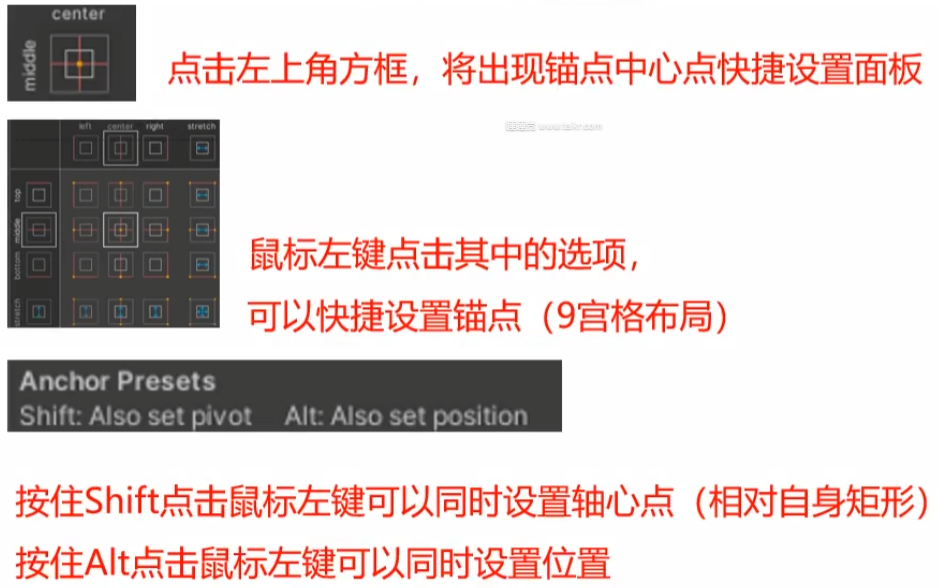 center
middle
点击左上角方框，将出现锚点中心点快捷设置面板
left center right stretch
top
middle
bottom
stretch
鼠标左键点击其中的选项，
可以快捷设置锚点（9宫格布局）
Anchor Presets
Shift: Also set pivot Alt: Also set position
按住Shift点击鼠标左键可以同时设置轴心点（相对自身矩形）
按住Alt点击鼠标左键可以同时设置位置